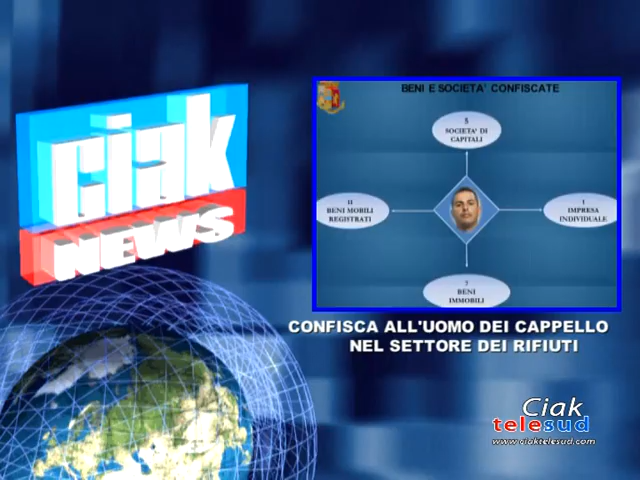 ciak
NEWS
BENI E SOCIETA' CONFISCATE
5
SOCIETA' DI
CAPITALI
11
BENI MOBILI
REGISTRATI
1
IMPRESA
INDIVIDUALE
7
BENI
IMMOBILI
CONFISCA ALL'UOMO DEI CAPPELLO
NEL SETTORE DEI RIFIUTI
Ciak
telesud
www.ciaktelesud.com